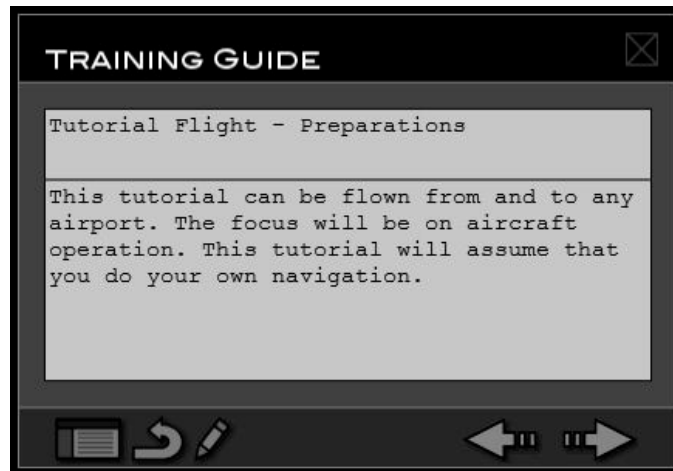 TRAINING GUIDE
Tutorial Flight - Preparations
This tutorial can be flown from and to any
airport. The focus will be on aircraft
operation. This tutorial will assume that
you do your own navigation.